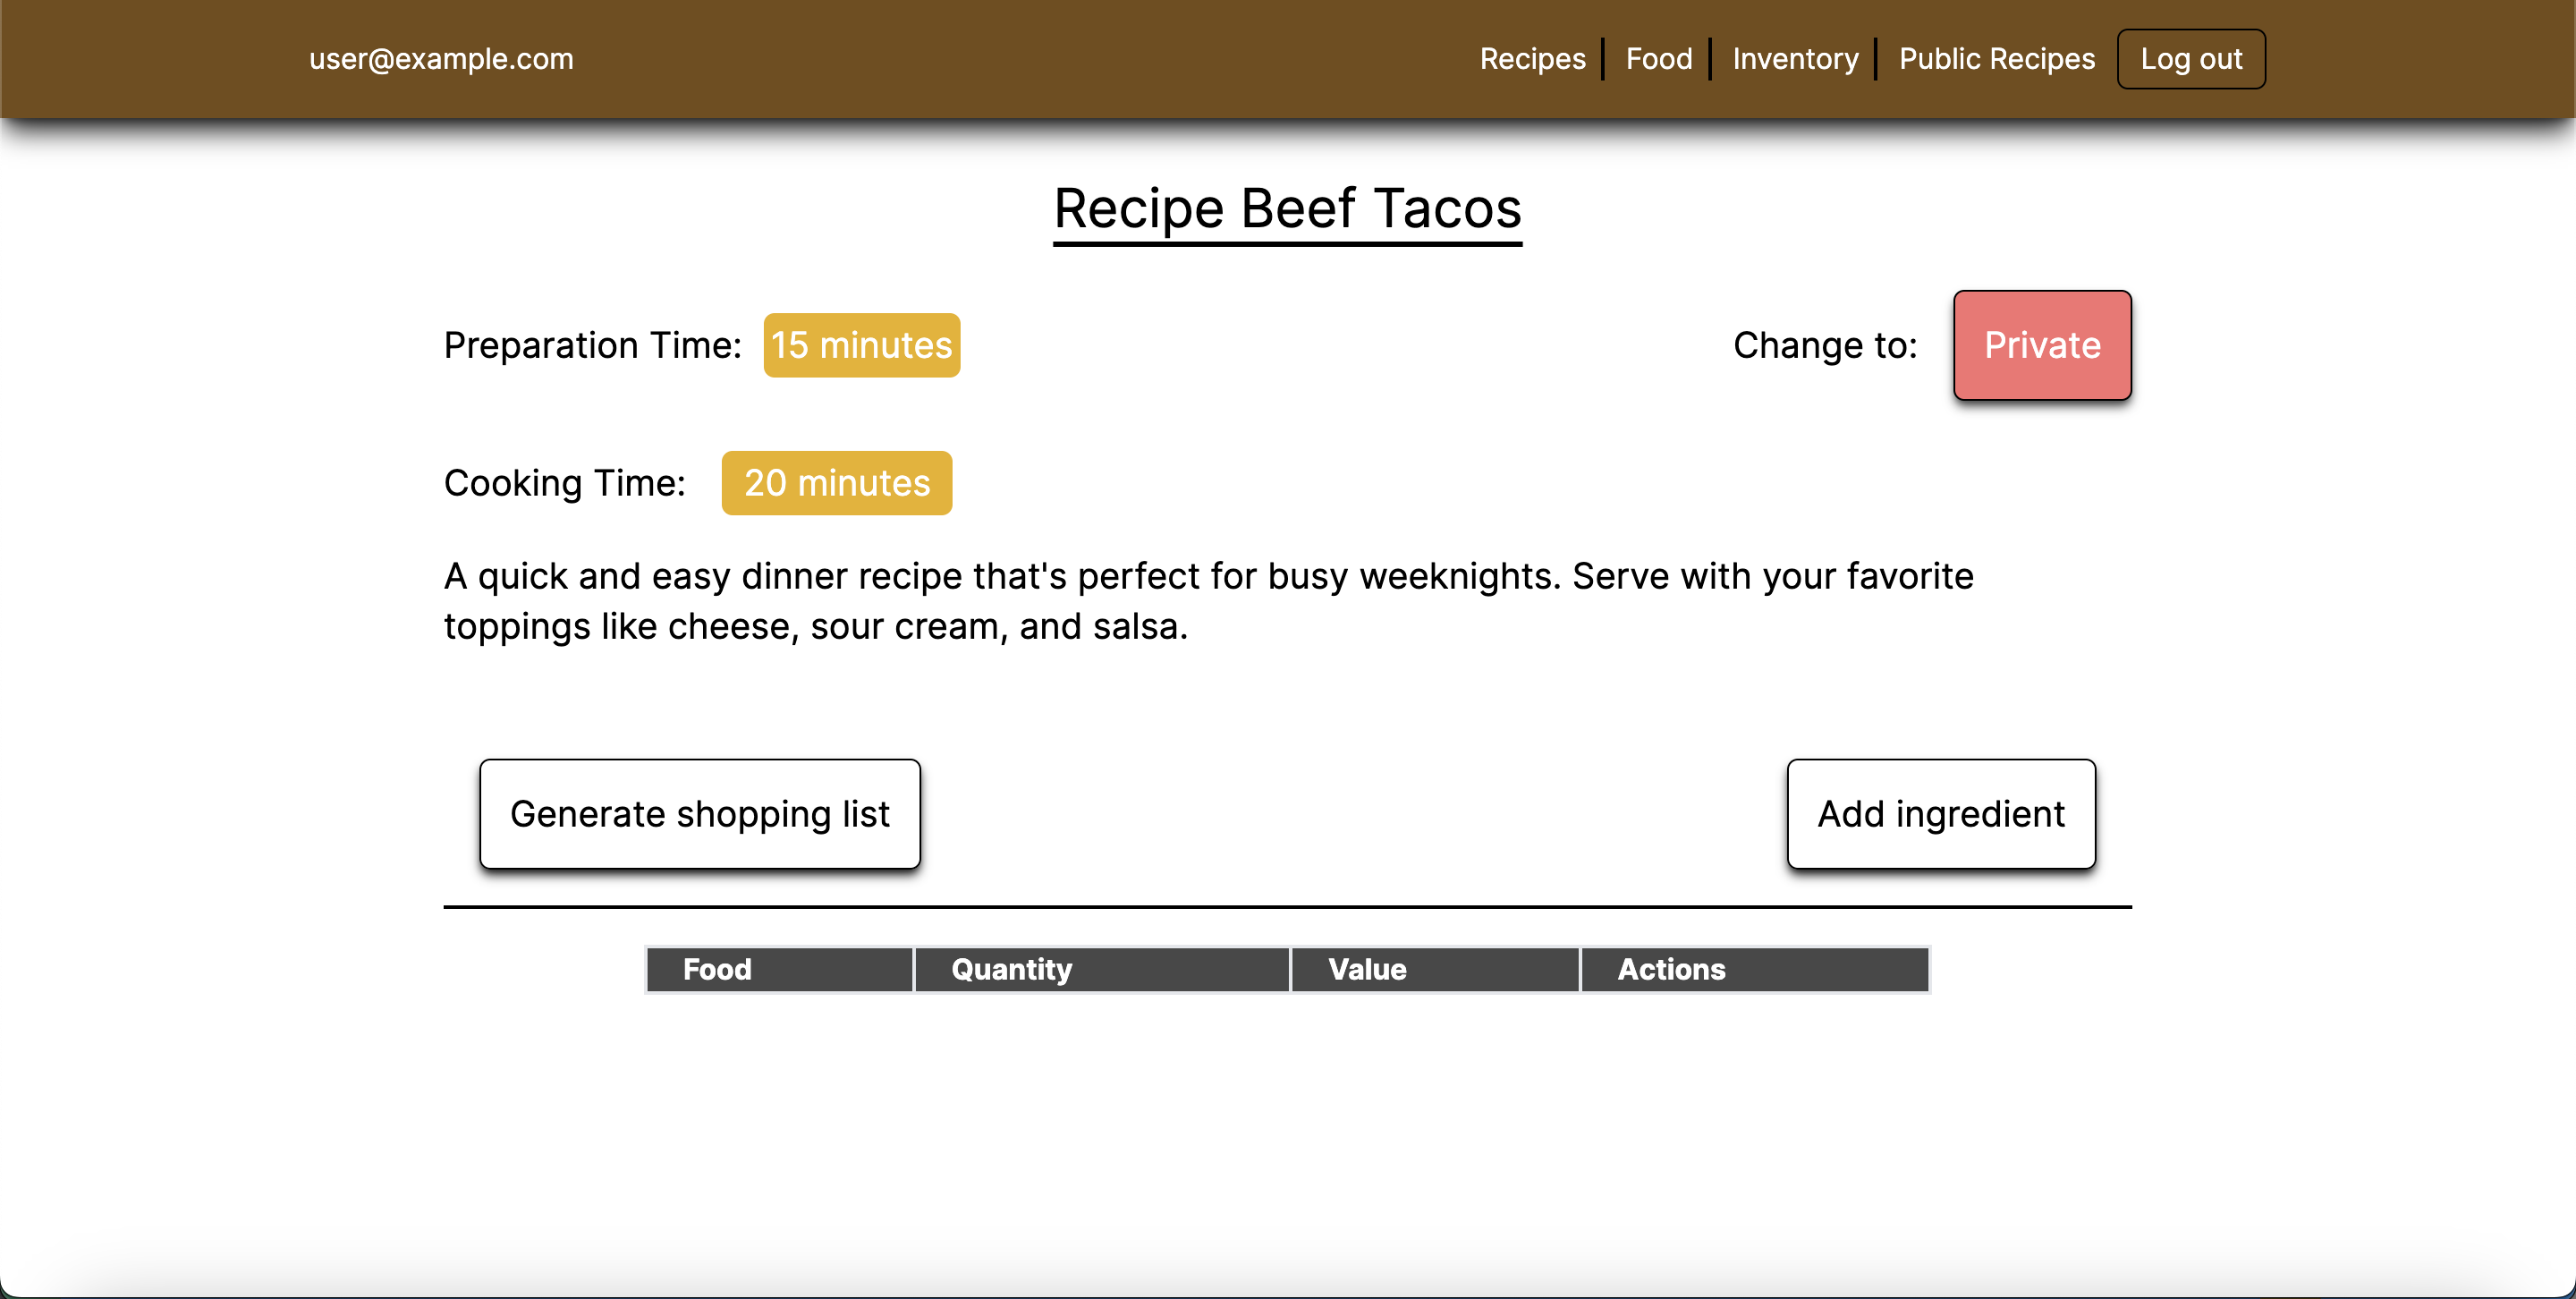 user@example.com Recipes Food Inventory Public Recipes Log out
Recipe Beef Tacos
Preparation Time: 15 minutes Change to: Private
Cooking Time: 20 minutes
A quick and easy dinner recipe that's perfect for busy weeknights. Serve with your favorite
toppings like cheese, sour cream, and salsa.
Generate shopping list Add ingredient
Food Quantity Value Actions